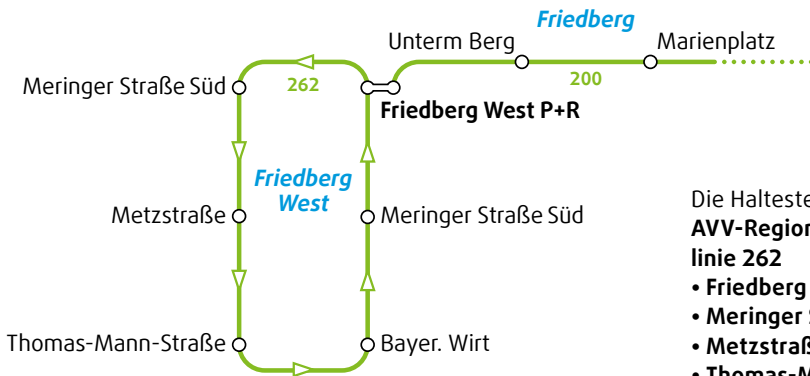 Friedberg
Unterm Berg
Marienplatz
Meringer Straße Süd
262
200
Friedberg West P+R
Friedberg
West
Metzstraße
Meringer Straße Süd
Thomas-Mann-Straße
Bayer. Wirt
Die
AVV-Region
linie 262
• Friedberg
• Meringer